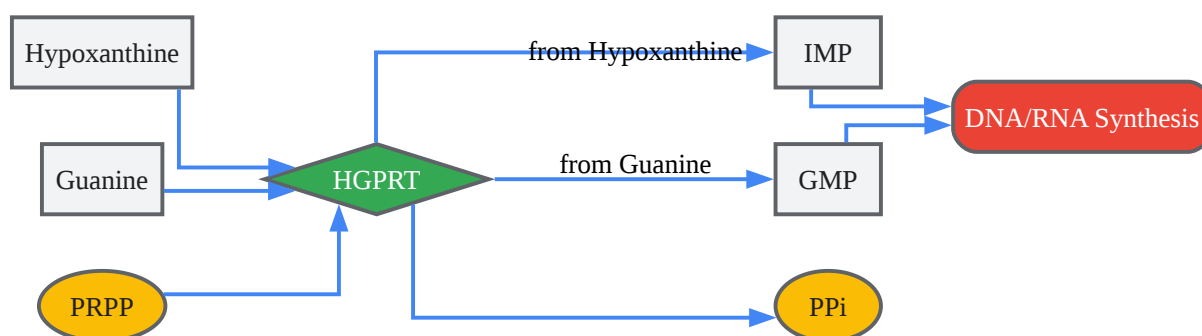 Hypoxanthine
from Hypoxanthine
IMP
DNA/RNA Synthesis
Guanine
HGPRT
from Guanine
GMP
PRPP
PPi